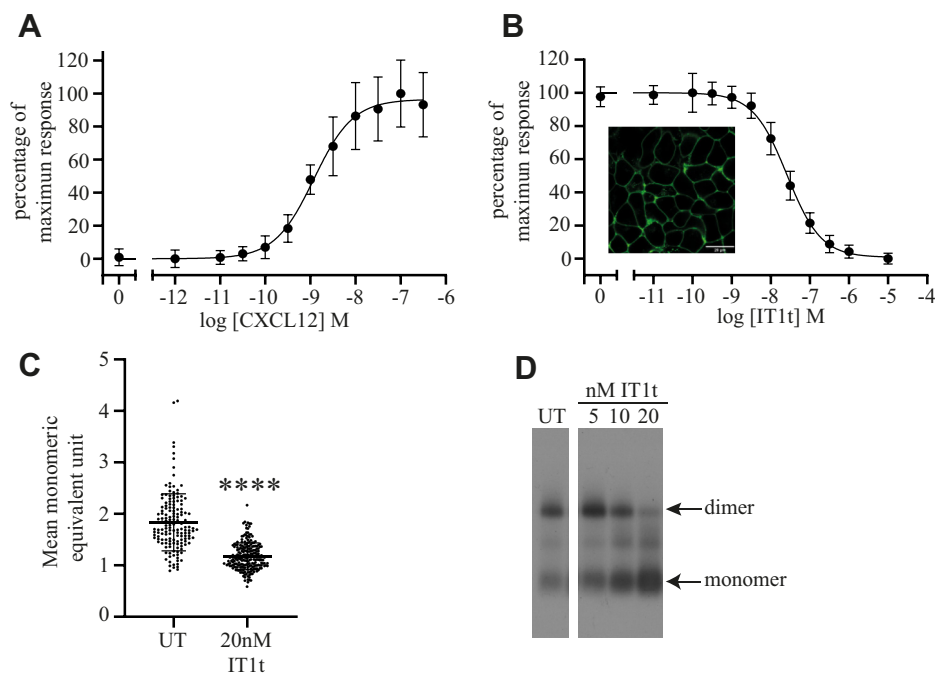 A
percentage of
maximun response
120
100
80
60
40
20
0
0
-12
-11
-10
-9
-8
-7
-6
log [CXCL12] M
B
percentage of
maximun response
120
100
80
60
40
20
0
0
-11
-10
-9
-8
-7
-6
-5
-4
log [IT1t] M
C
Mean monomeric
equivalent unit
5
4
3
2
1
0
****
UT
20nM
IT1t
D
nM IT1t
UT 5 10 20
dimer
monomer